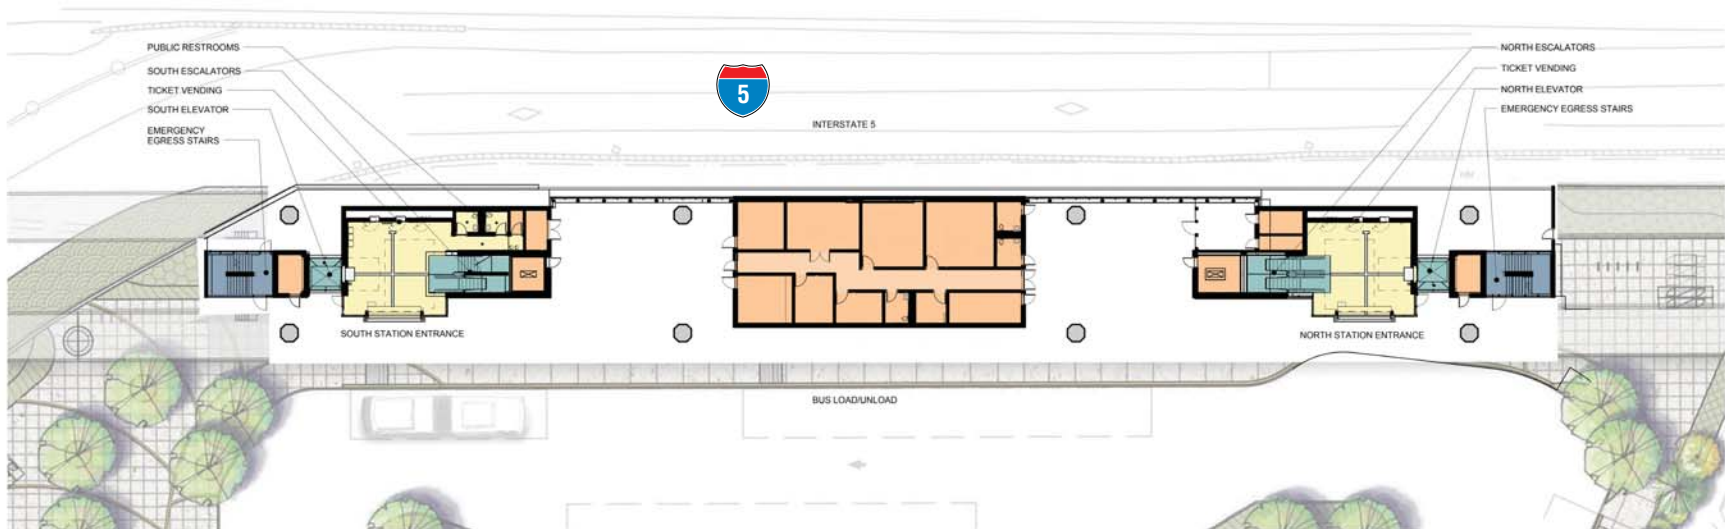 PUBLIC RESTROOMS
SOUTH ESCALATORS
TICKET VENDING
SOUTH ELEVATOR
EMERGENCY
EGRESS STAIRS
5
INTERSTATE 5
NORTH ESCALATORS
TICKET VENDING
NORTH ELEVATOR
EMERGENCY EGRESS STAIRS
SOUTH STATION ENTRANCE
NORTH STATION ENTRANCE
BUS LOAD/UNLOAD